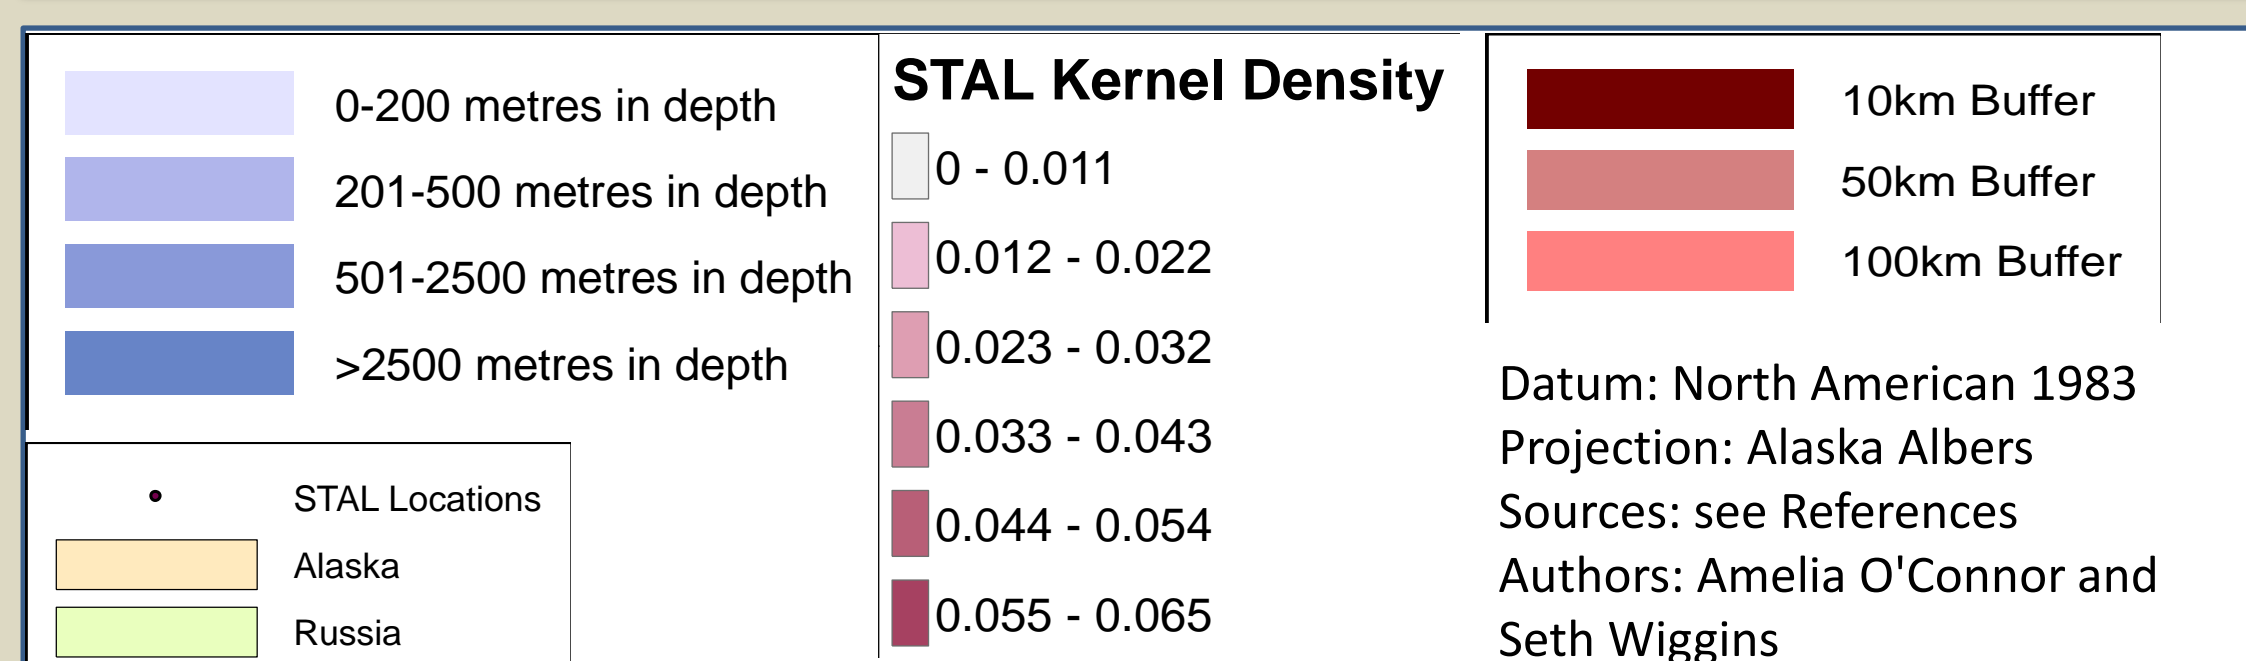 0-200 metres in depth
201-500 metres in depth
501-2500 metres in depth
>2500 metres in depth
STAL Locations
Alaska
Russia
STAL Kernel Density
0 - 0.011
0.012 - 0.022
0.023 - 0.032
0.033 - 0.043
0.044 - 0.054
0.055 - 0.065
10km Buffer
50km Buffer
100km Buffer
Datum: North American 1983
Projection: Alaska Albers
Sources: see References
Authors: Amelia O'Connor and
Seth Wiggins